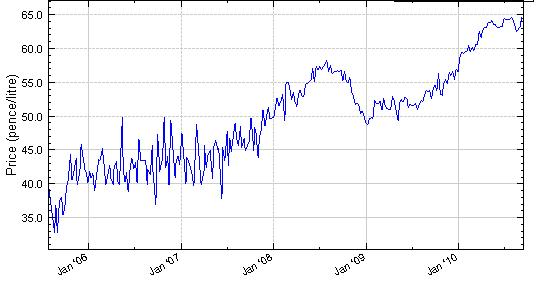 65.0
60.0
55.0
50.0
45.0
40.0
35.0
Price (pence/litre)
Jan '06
Jan '07
Jan '08
Jan '09
Jan '10